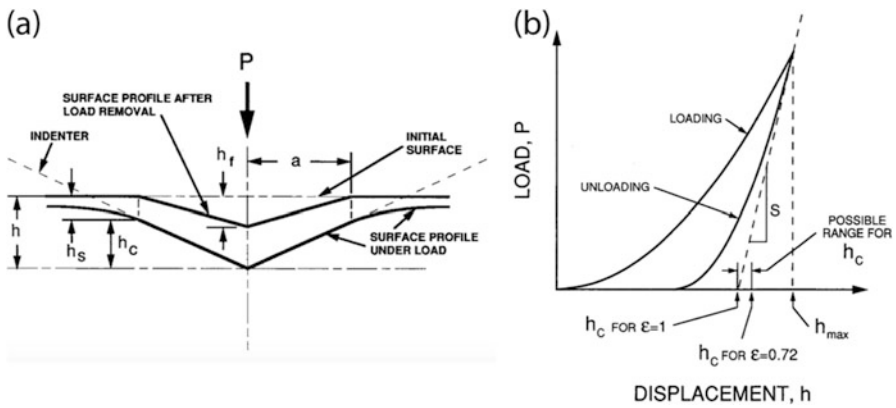 (a)
P
SURFACE PROFILE AFTER
LOAD REMOVAL
INDENTER
h_f
a
INITIAL
SURFACE
h
h_s
h_c
SURFACE PROFILE
UNDER LOAD
(b)
LOAD, P
LOADING
UNLOADING
S
POSSIBLE
RANGE FOR
h_c
h_c FOR ε=1
h_max
h_c FOR ε=0.72
DISPLACEMENT, h